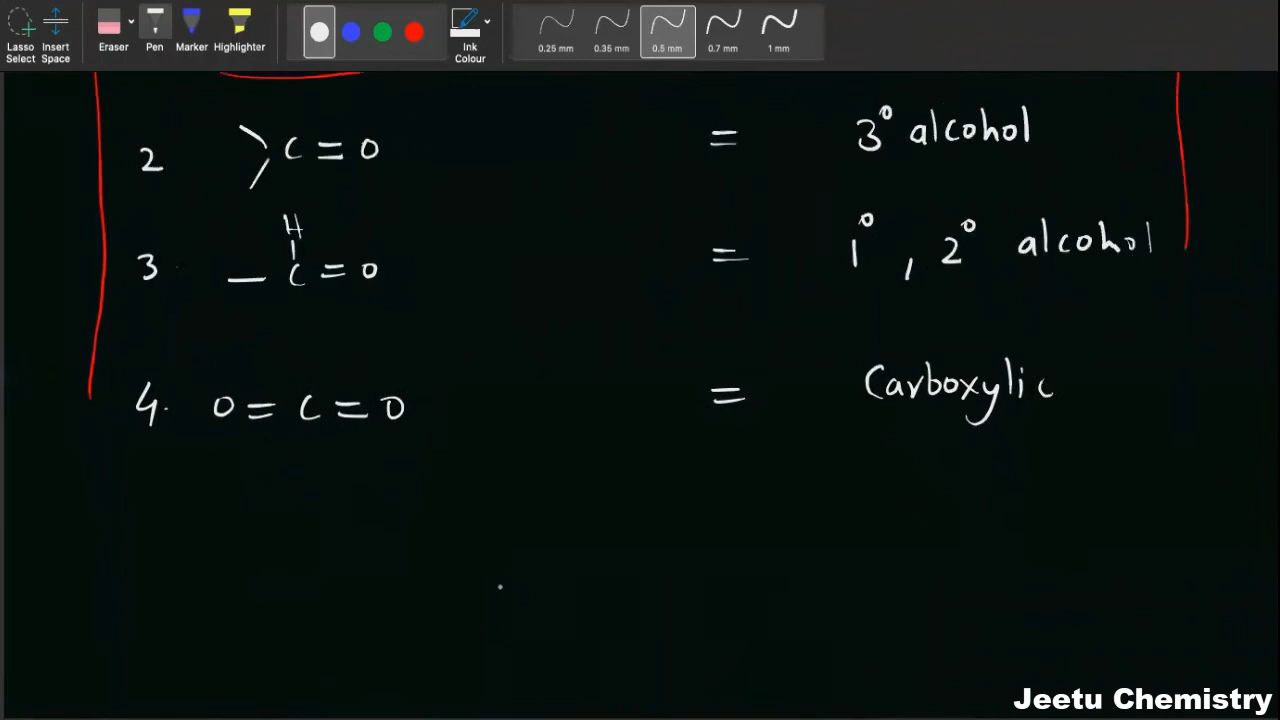 Lasso Select
Insert Space
Eraser
Pen
Marker
Highlighter
Ink Colour
0.25 mm
0.35 mm
0.5 mm
0.7 mm
1 mm
2 >C=O = 3° alcohol
H
3 –C=O = 1°, 2° alcohol
4. O=C=O = Carboxylic
Jeetu Chemistry